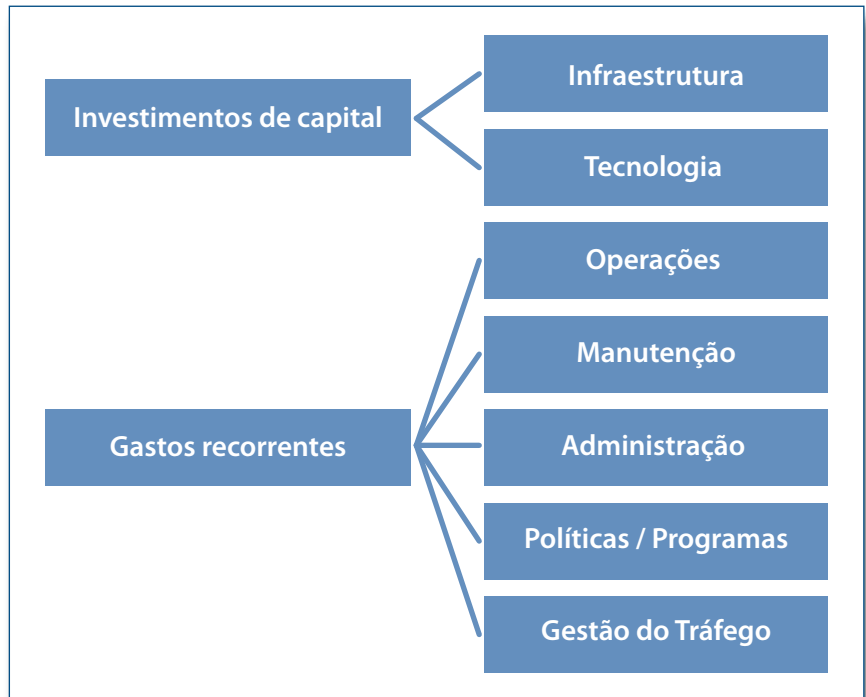 Investimentos de capital
Infraestrutura
Tecnologia
Gastos recorrentes
Operações
Manutenção
Administração
Políticas / Programas
Gestão do Tráfego